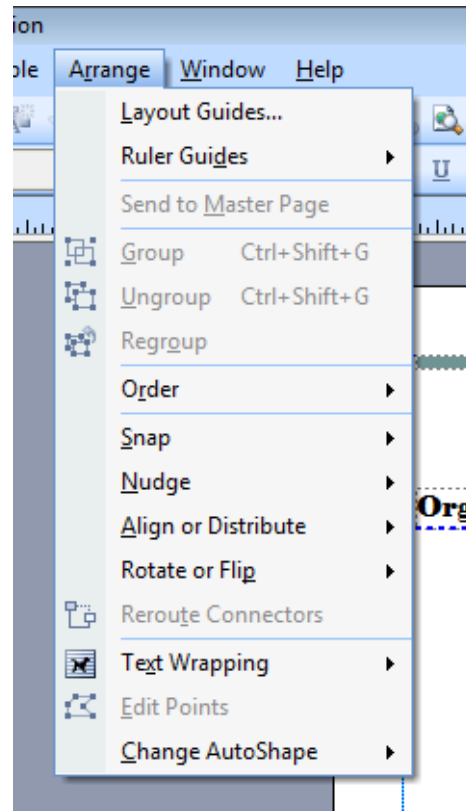 ion
ble Arrange Window Help
Layout Guides...
Ruler Guides
U
Send to Master Page
Group Ctrl+Shift+G
Ungroup Ctrl+Shift+G
Regroup
Order
Snap
Nudge
Org
Align or Distribute
Rotate or Flip
Reroute Connectors
Text Wrapping
Edit Points
Change AutoShape